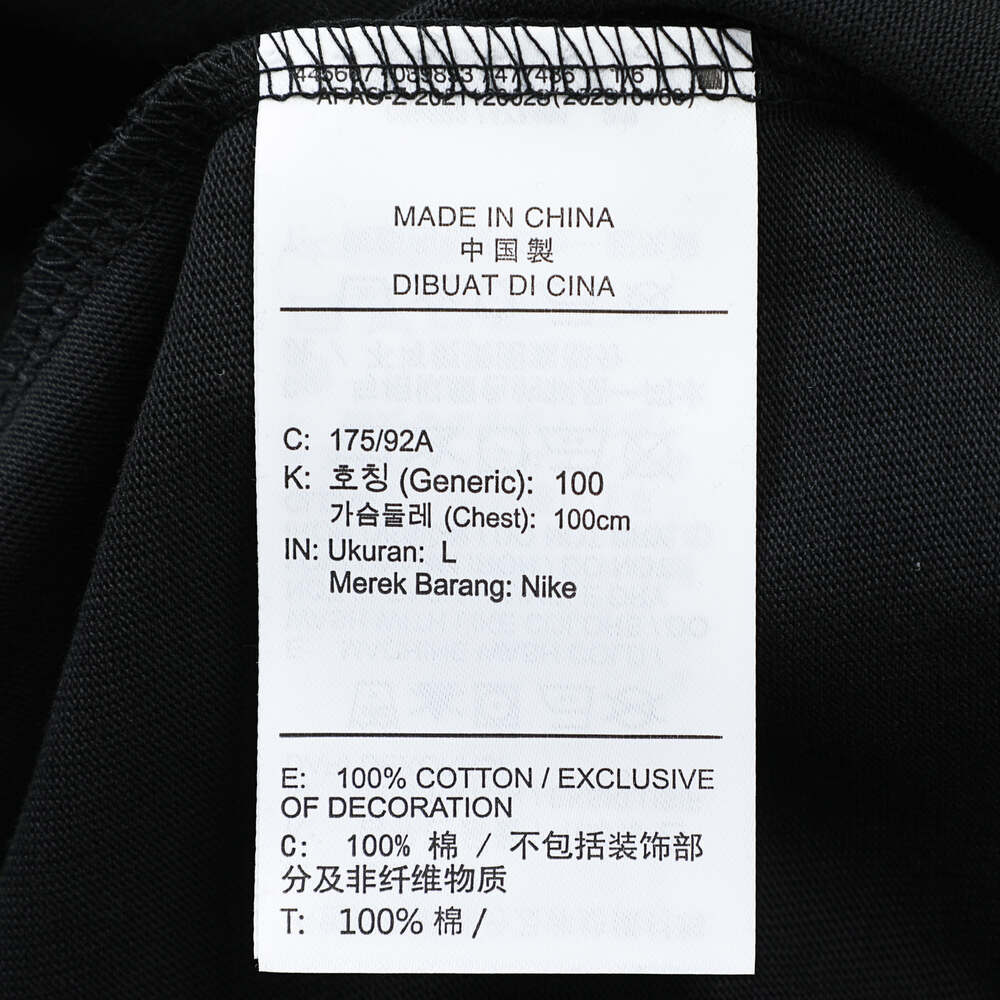 MADE IN CHINA
中国製
DIBUAT DI CINA
C: 175/92A
K: 호칭 (Generic): 100
가슴둘레 (Chest): 100cm
IN: Ukuran: L
Merek Barang: Nike
E: 100% COTTON / EXCLUSIVE
OF DECORATION
C: 100% 棉 / 不包括装饰部
分及非纤维物质
T: 100% 棉 /